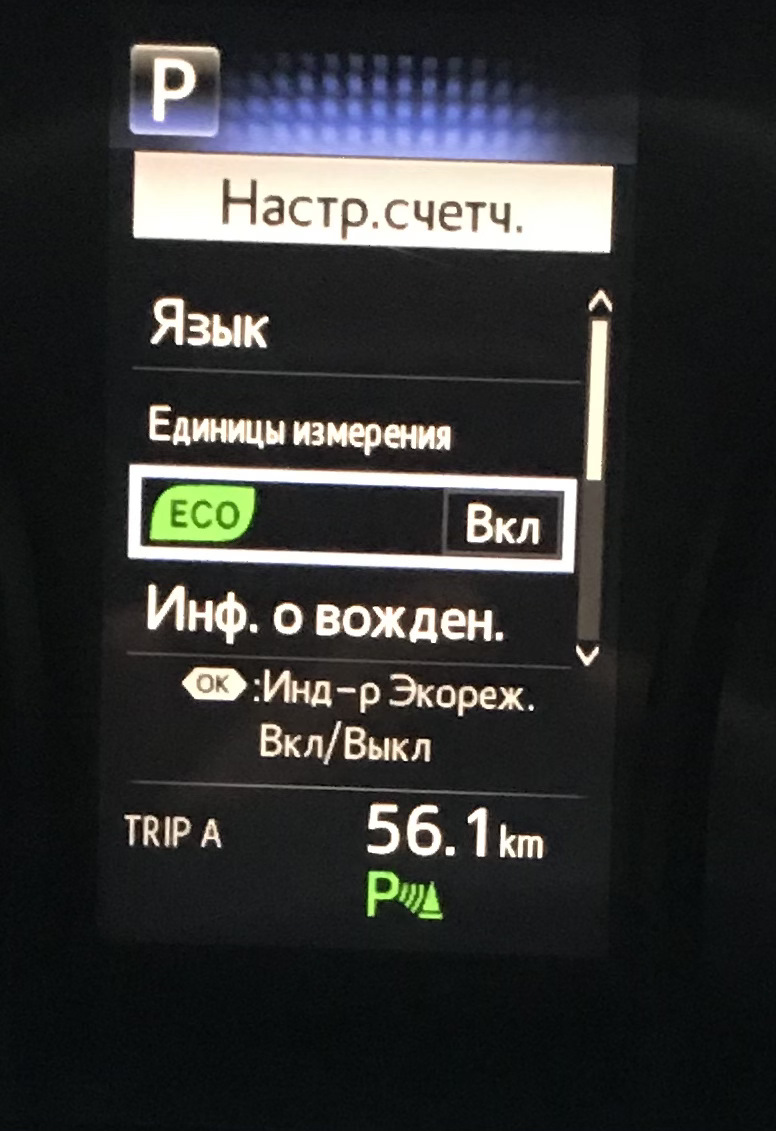 P
Настр.счетч.
Язык
Единицы измерения
ECO Вкл
Инф. о вожден.
OK :Инд-р Экореж.
Вкл/Выкл
TRIP A 56.1 km
P